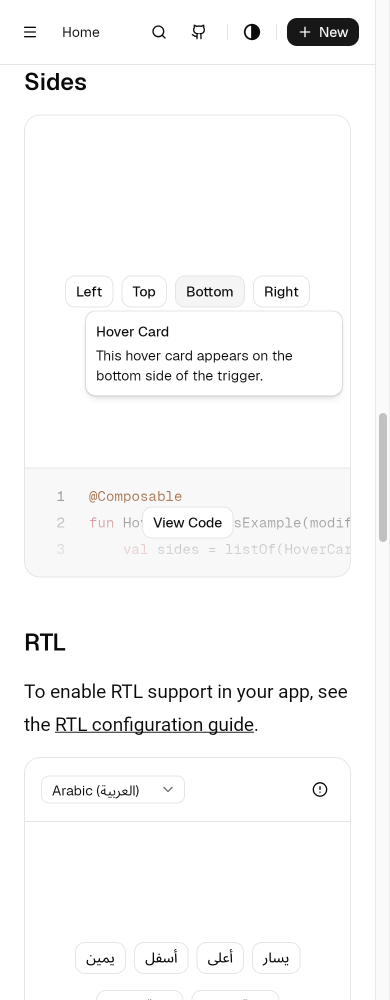 Home
New
Sides
Left
Top
Bottom
Right
Hover Card
This hover card appears on the
bottom side of the trigger.
1 @Composable
2 fun Ho sExample(modif
View Code
3 val sides = listOf(HoverCar
RTL
To enable RTL support in your app, see
the RTL configuration guide.
Arabic (العربية)
يسار
أعلى
أسفل
يمين